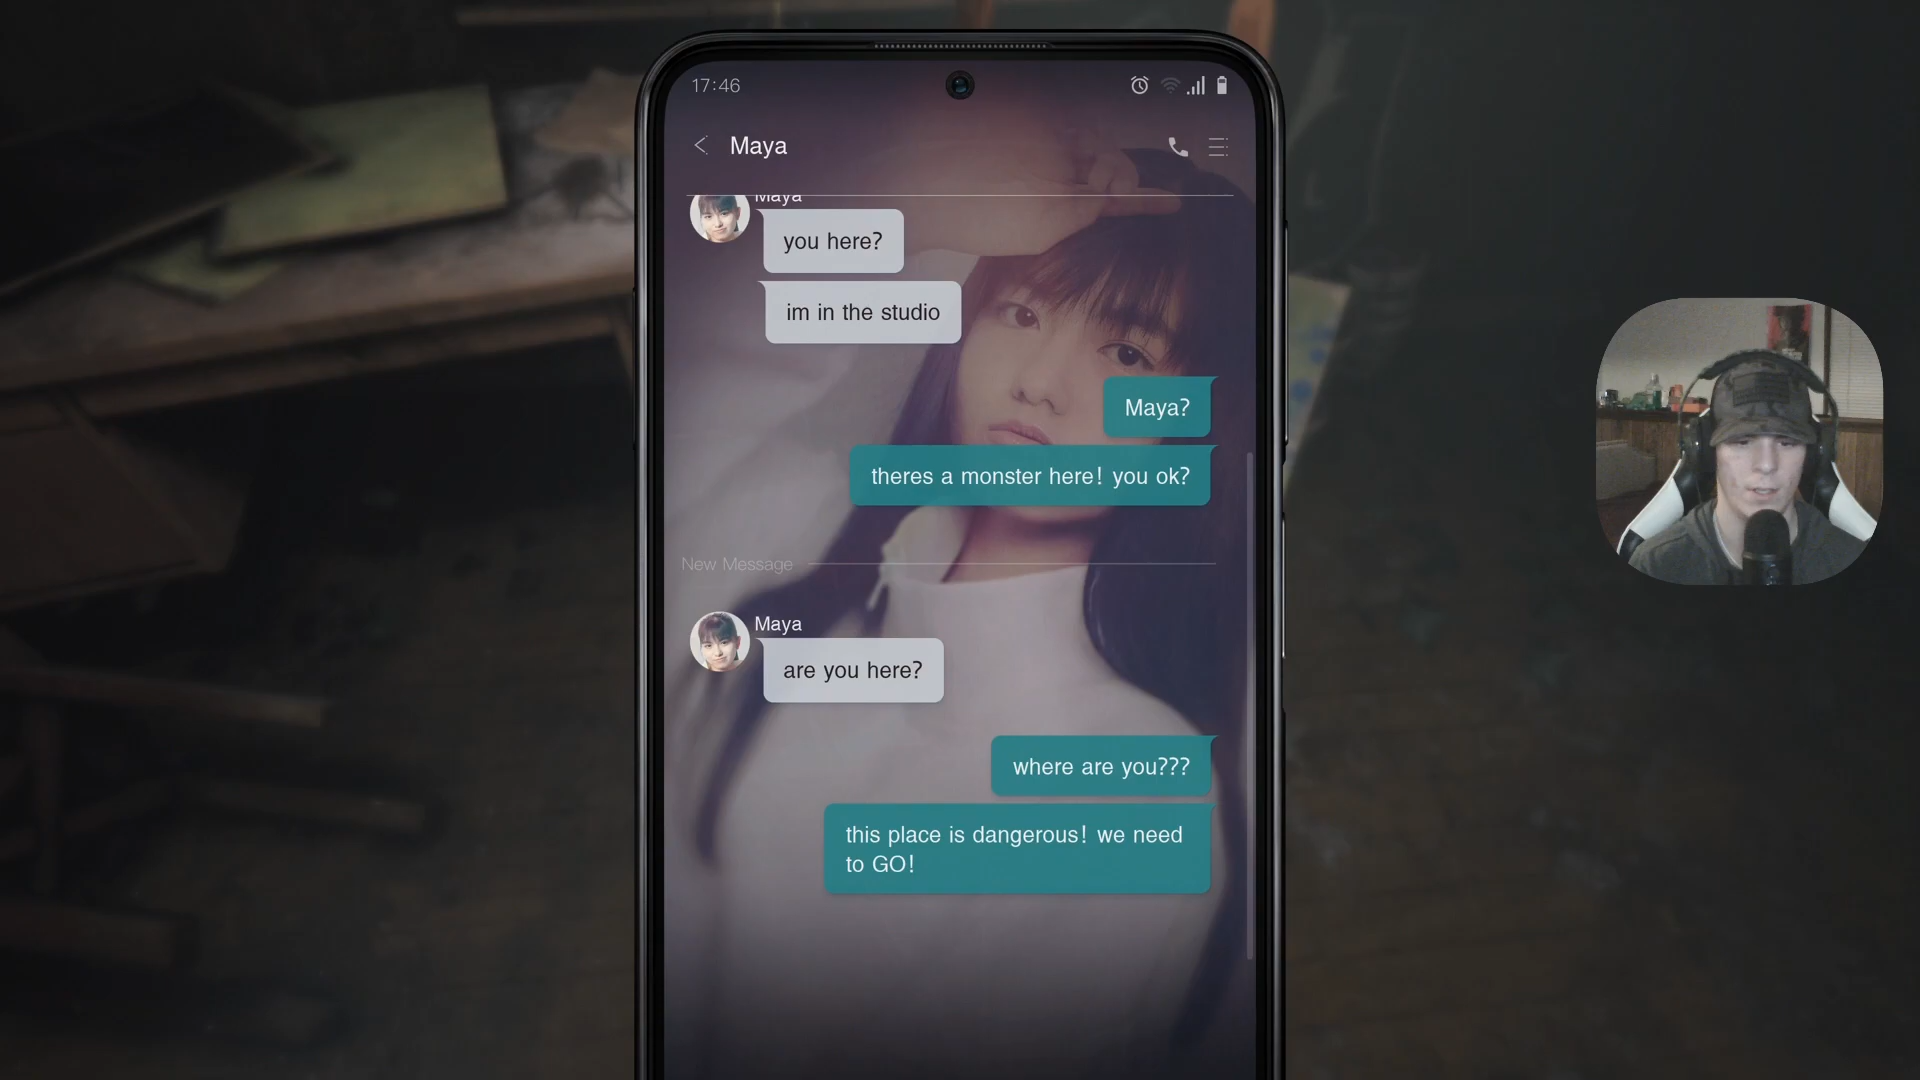 17:46
Maya
Maya
you here?
im in the studio
Maya?
theres a monster here! you ok?
New Message
Maya
are you here?
where are you???
this place is dangerous! we need
to GO!